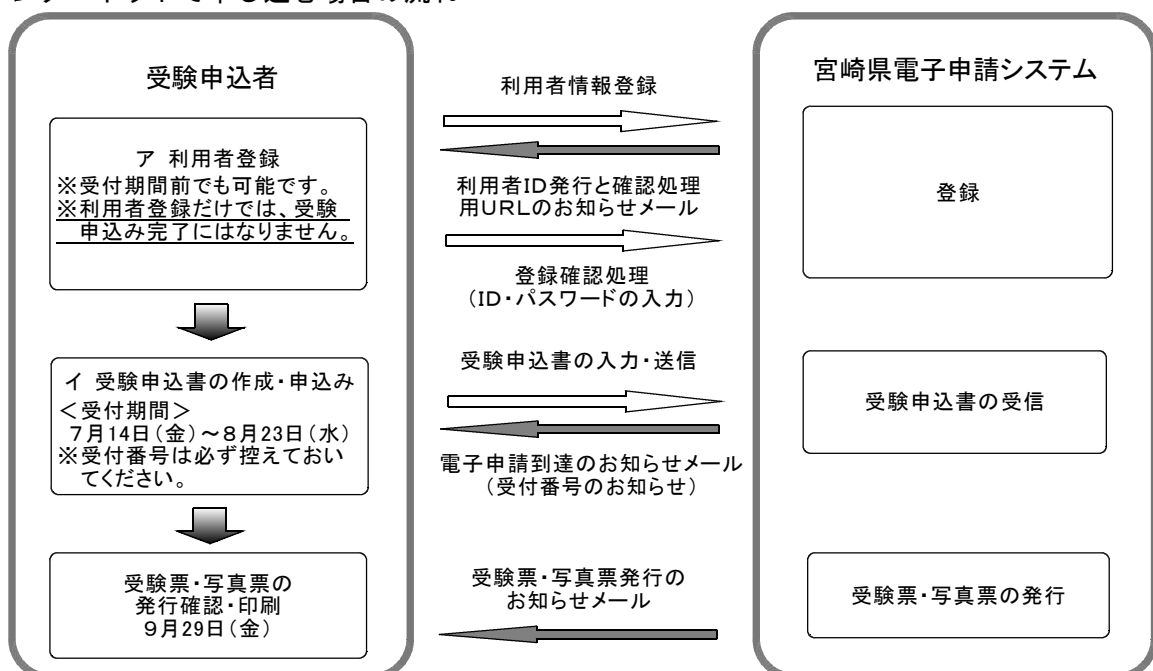 受験申込者
ア 利用者登録
※受付期間前でも可能です。
※利用者登録だけでは、受験
申込み完了にはなりません。
イ 受験申込書の作成・申込み
<受付期間>
7月14日(金)~8月23日(水)
※受付番号は必ず控えておい
てください。
受験票・写真票の
発行確認・印刷
9月29日(金)
利用者情報登録
利用者ID発行と確認処理
用URLのお知らせメール
登録確認処理
(ID・パスワードの入力)
受験申込書の入力・送信
電子申請到達のお知らせメール
(受付番号のお知らせ)
受験票・写真票発行の
お知らせメール
宮崎県電子申請システム
登録
受験申込書の受信
受験票・写真票の発行